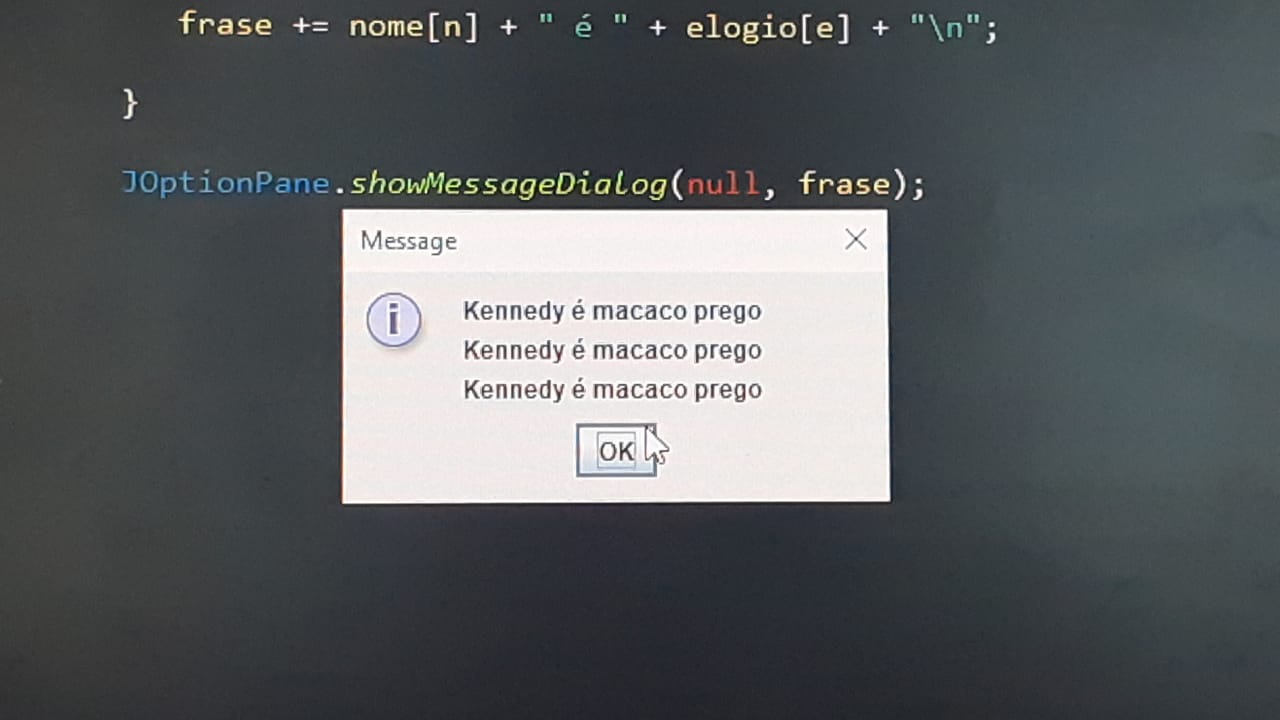 frase += nome[n] + " é " + elogio[e] + "\n";
}
JOptionPane.showMessageDialog(null, frase);
Message
Kennedy é macaco prego
Kennedy é macaco prego
Kennedy é macaco prego
OK